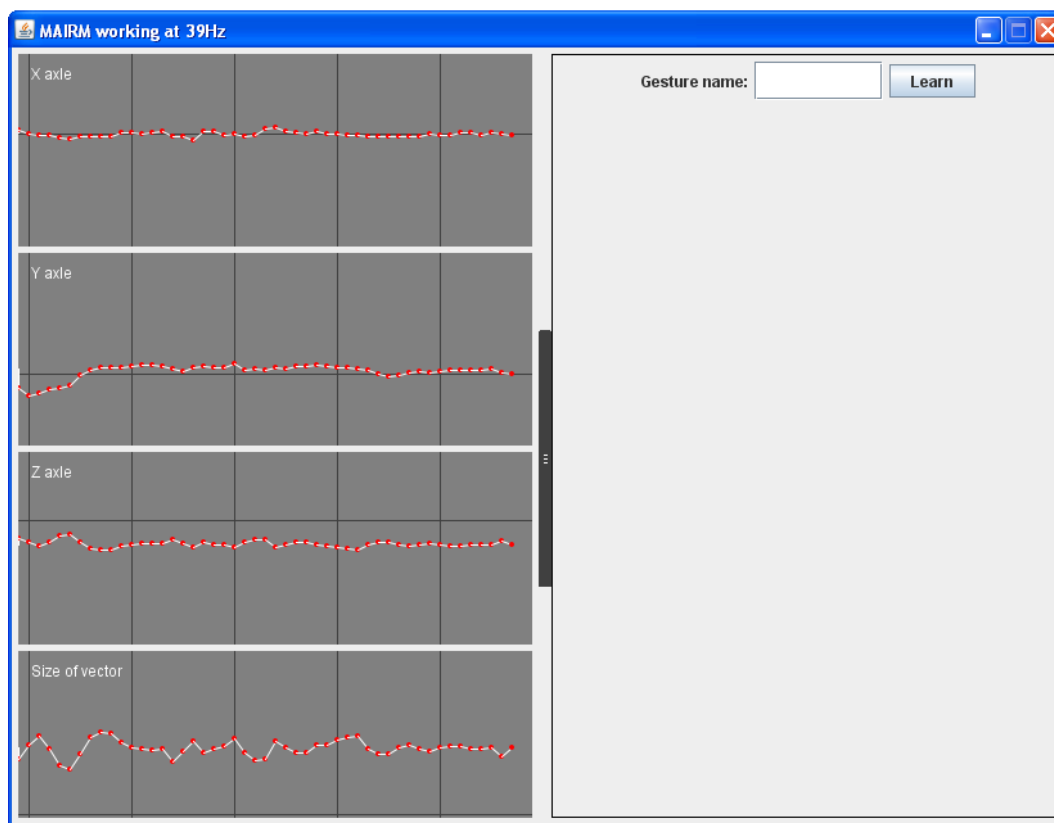 MAIRM working at 39Hz
X axle
Y axle
Z axle
Size of vector
Gesture name: Learn